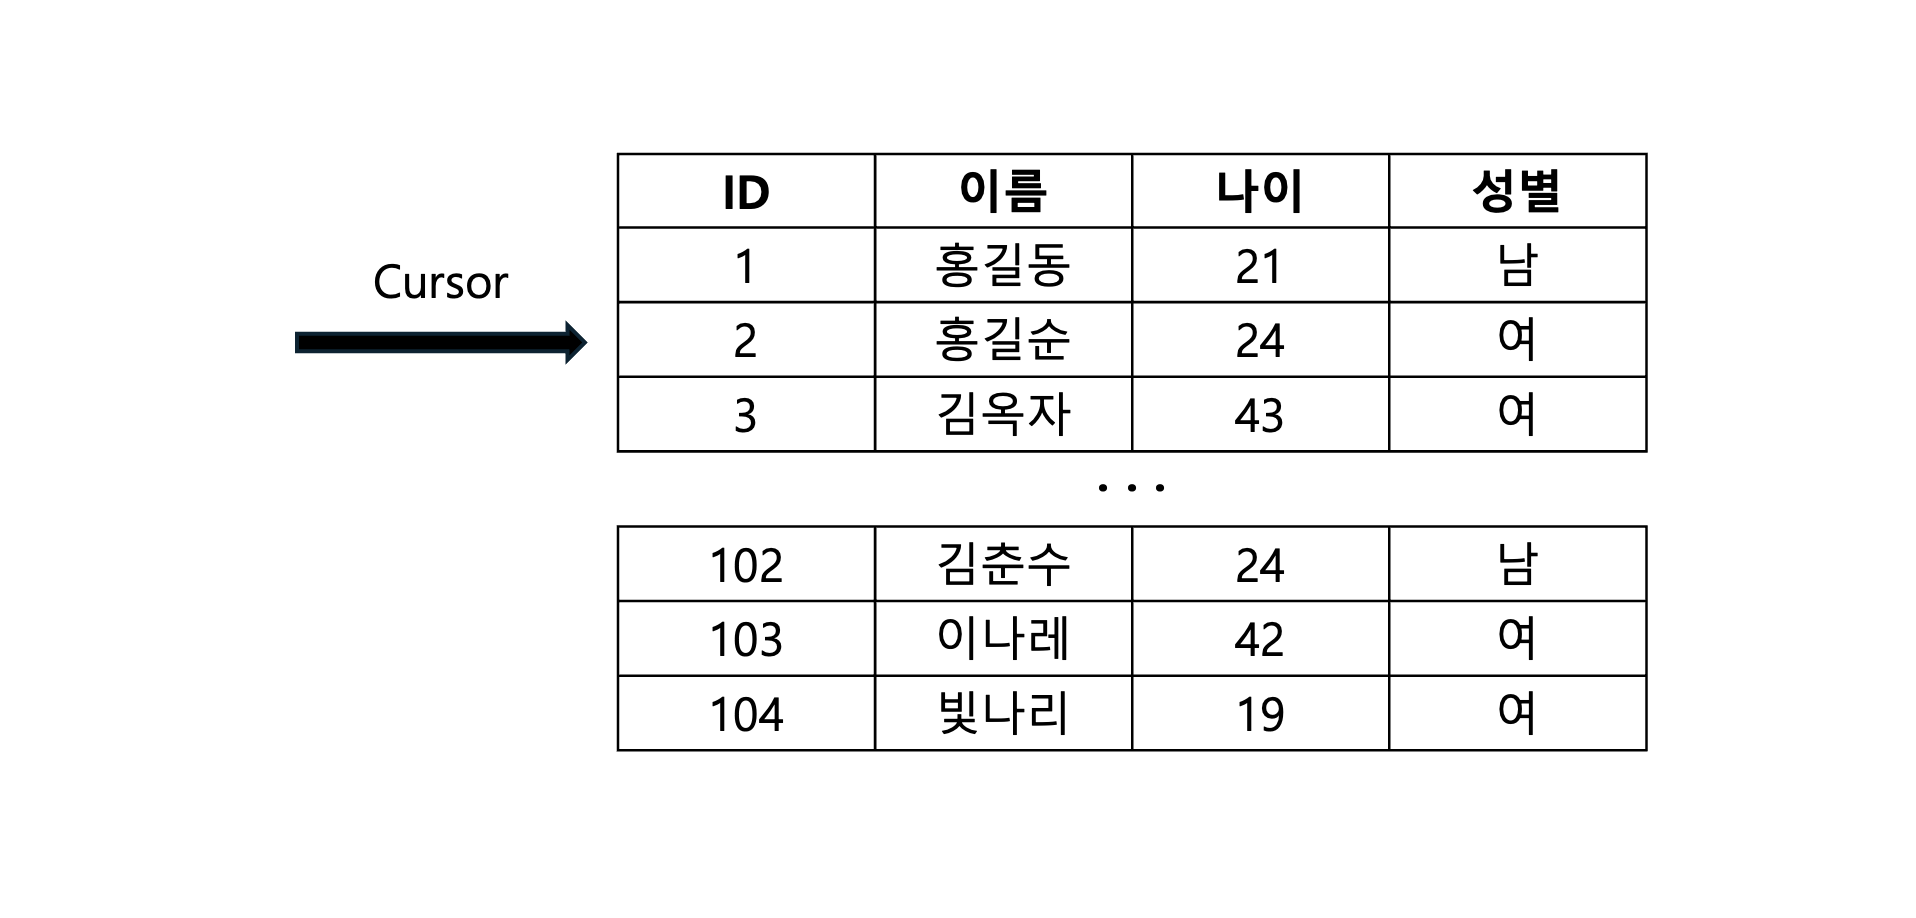 ID 이름 나이 성별
1 홍길동 21 남
Cursor
2 홍길순 24 여
3 김옥자 43 여
...
102 김춘수 24 남
103 이나레 42 여
104 빛나리 19 여